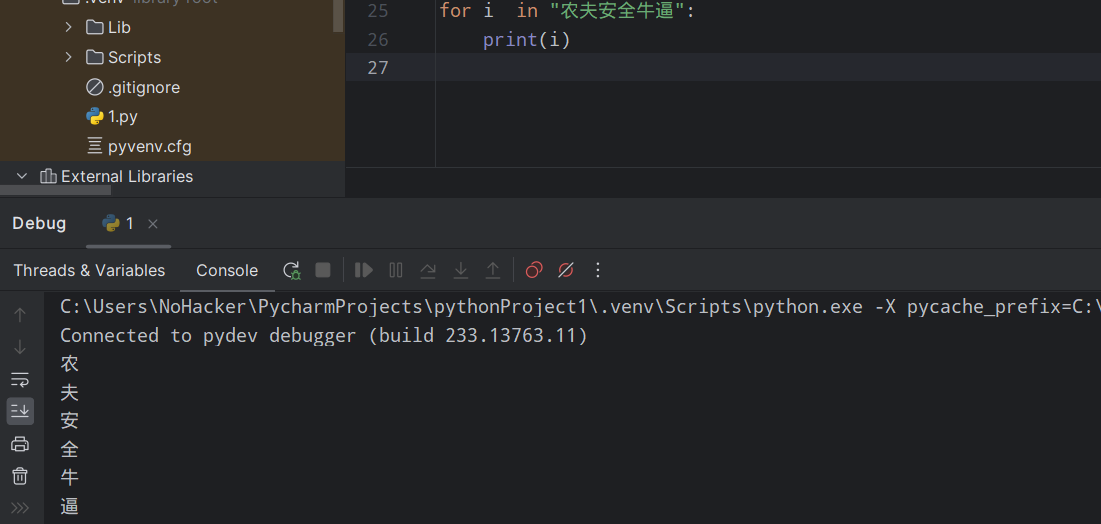 .venv library root
Lib
Scripts
.gitignore
1.py
pyvenv.cfg
External Libraries
25 for i  in "农夫安全牛逼":
26     print(i)
27
Debug 1
Threads & Variables Console
C:\Users\NoHacker\PycharmProjects\pythonProject1\.venv\Scripts\python.exe -X pycache_prefix=C:\
Connected to pydev debugger (build 233.13763.11)
农
夫
安
全
牛
逼